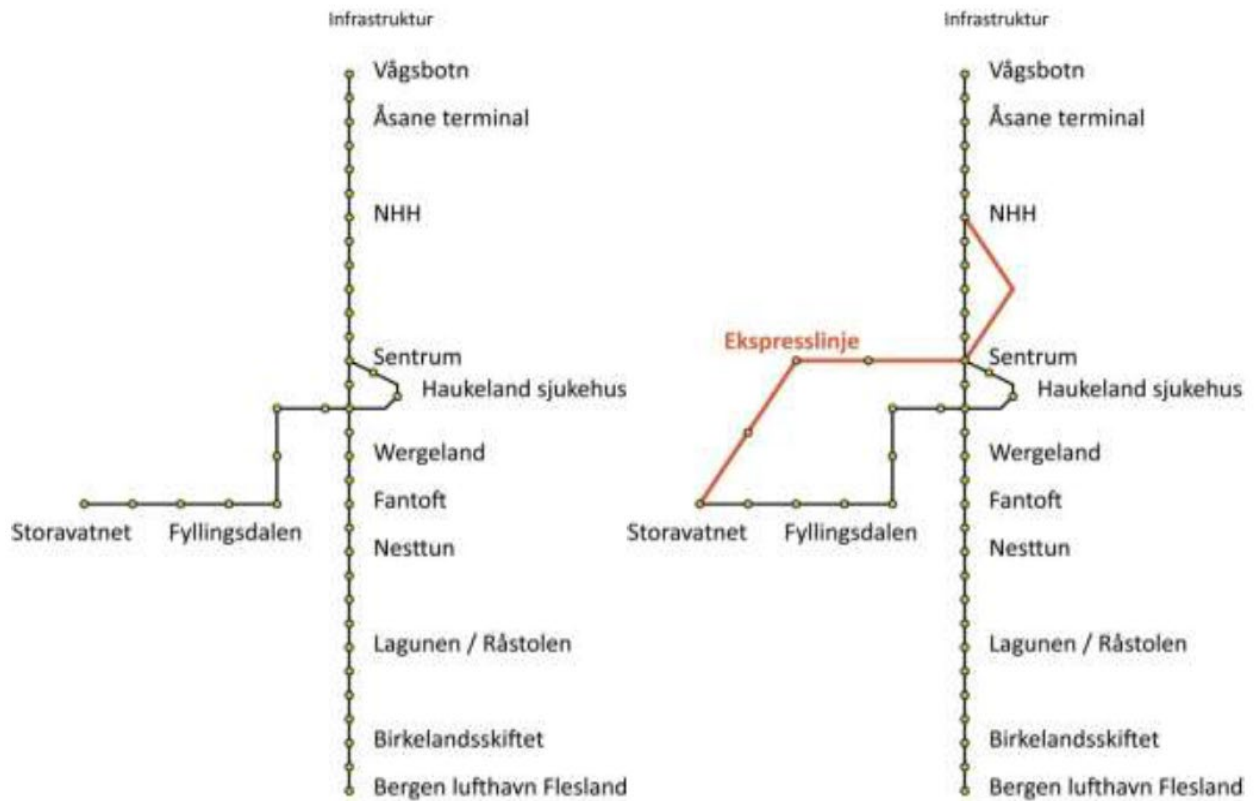 Infrastruktur
Vågsbotn
Åsane terminal
NHH
Sentrum
Haukeland sjukehus
Wergeland
Fantoft
Storavatnet
Fyllingsdalen
Nesttun
Lagunen / Råstolen
Birkelandsskiftet
Bergen lufthavn Flesland
Infrastruktur
Vågsbotn
Åsane terminal
NHH
Ekspresslinje
Sentrum
Haukeland sjukehus
Wergeland
Fantoft
Storavatnet
Fyllingsdalen
Nesttun
Lagunen / Råstolen
Birkelandsskiftet
Bergen lufthavn Flesland